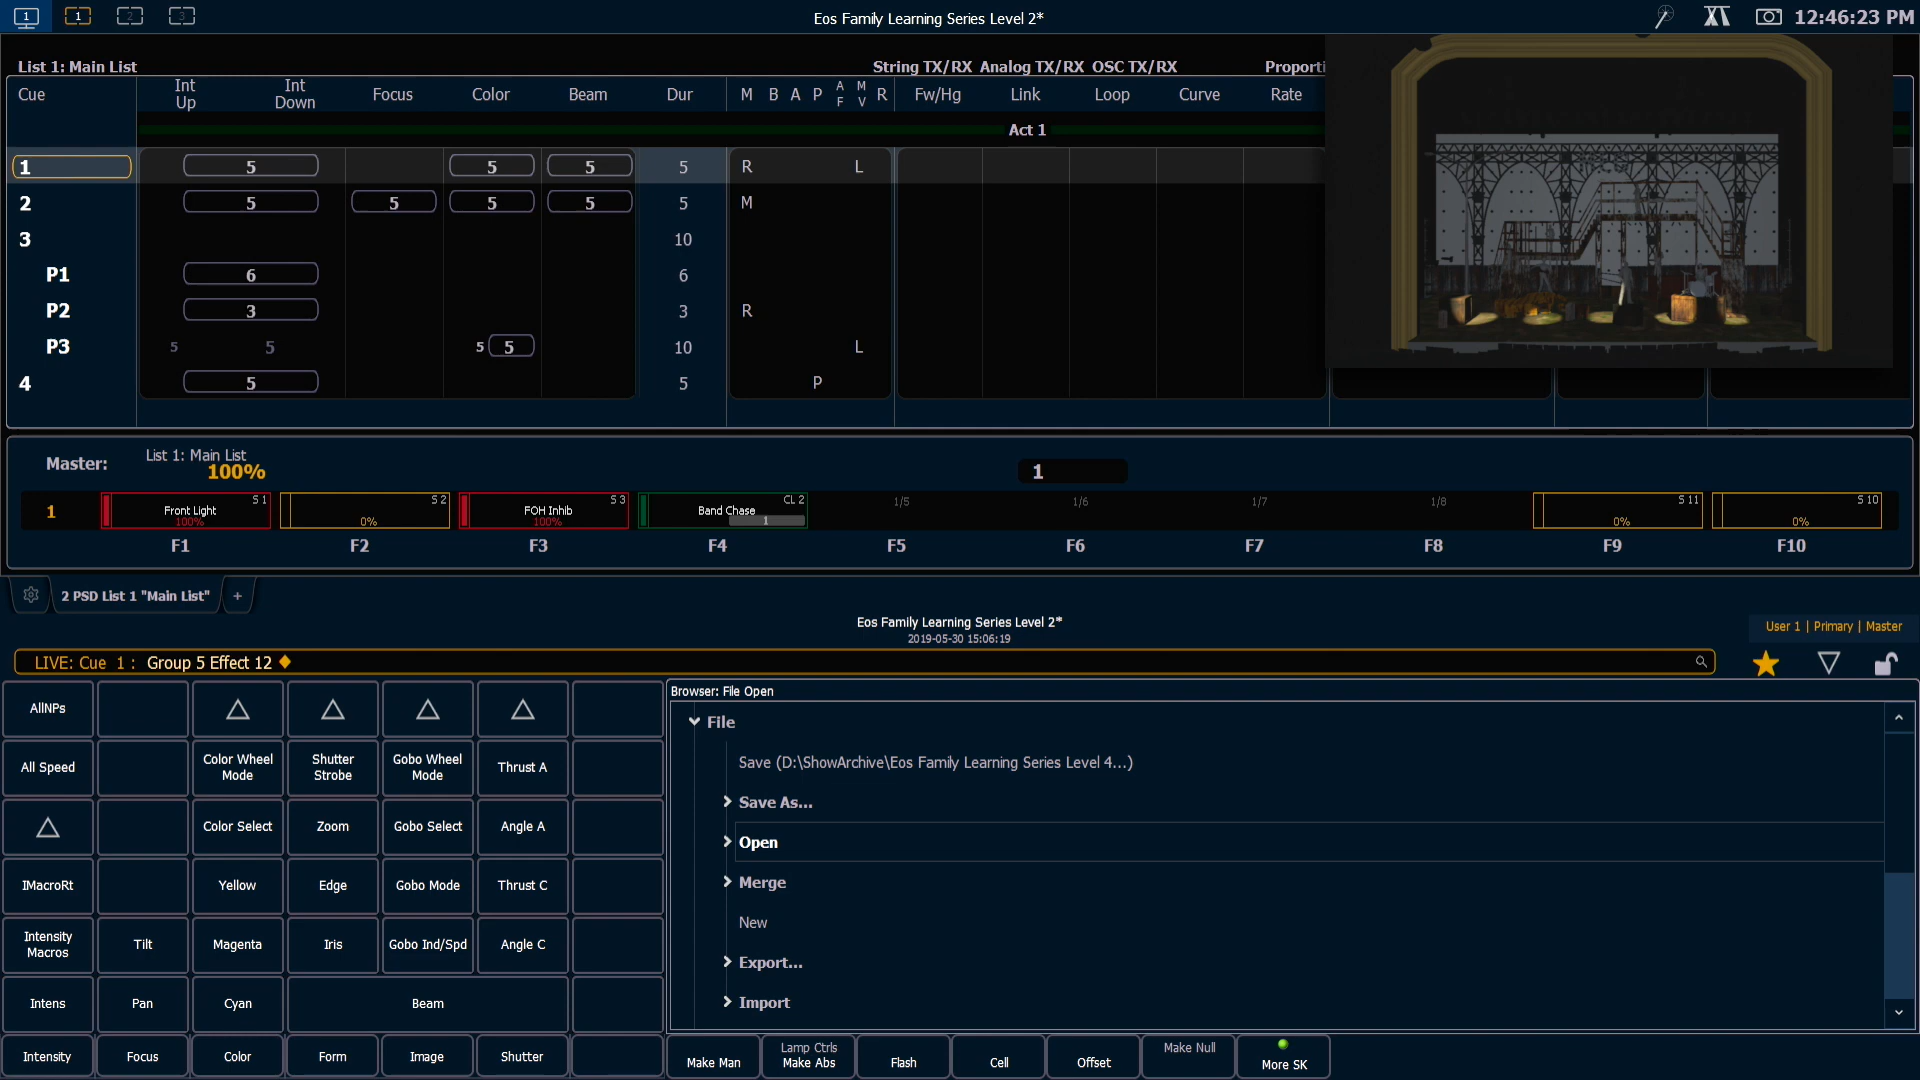 1 1 2 3 Eos Family Learning Series Level 2* 12:46:23 PM
List 1: Main List String TX/RX Analog TX/RX OSC TX/RX Proporti
Cue Int Up Int Down Focus Color Beam Dur M B A P A F M V R Fw/Hg Link Loop Curve Rate
Act 1
1 5 5 5 5 R L
2 5 5 5 5 5 M
3 10
P1 6 6
P2 3 3 R
P3 5 5 5 5 10 L
4 5 5 P
Master: List 1: Main List 100% 1
1 Front Light 100% S 1 0% S 2 FOH Inhib 100% S 3 Band Chase CL 2 1 1/5 1/6 1/7 1/8 0% S 11 0% S 10
F1 F2 F3 F4 F5 F6 F7 F8 F9 F10
2 PSD List 1 "Main List" +
Eos Family Learning Series Level 2*
2019-05-30 15:06:19
User 1 | Primary | Master
LIVE: Cue 1 : Group 5 Effect 12
AllNPs
All Speed Color Wheel Mode Shutter Strobe Gobo Wheel Mode Thrust A
Color Select Zoom Gobo Select Angle A
IMacroRt Yellow Edge Gobo Mode Thrust C
Intensity Macros Tilt Magenta Iris Gobo Ind/Spd Angle C
Intens Pan Cyan Beam
Intensity Focus Color Form Image Shutter
Browser: File Open
File
Save (D:\ShowArchive\Eos Family Learning Series Level 4...)
Save As...
Open
Merge
New
Export...
Import
Make Man Lamp Ctrls Make Abs Flash Cell Offset Make Null More SK